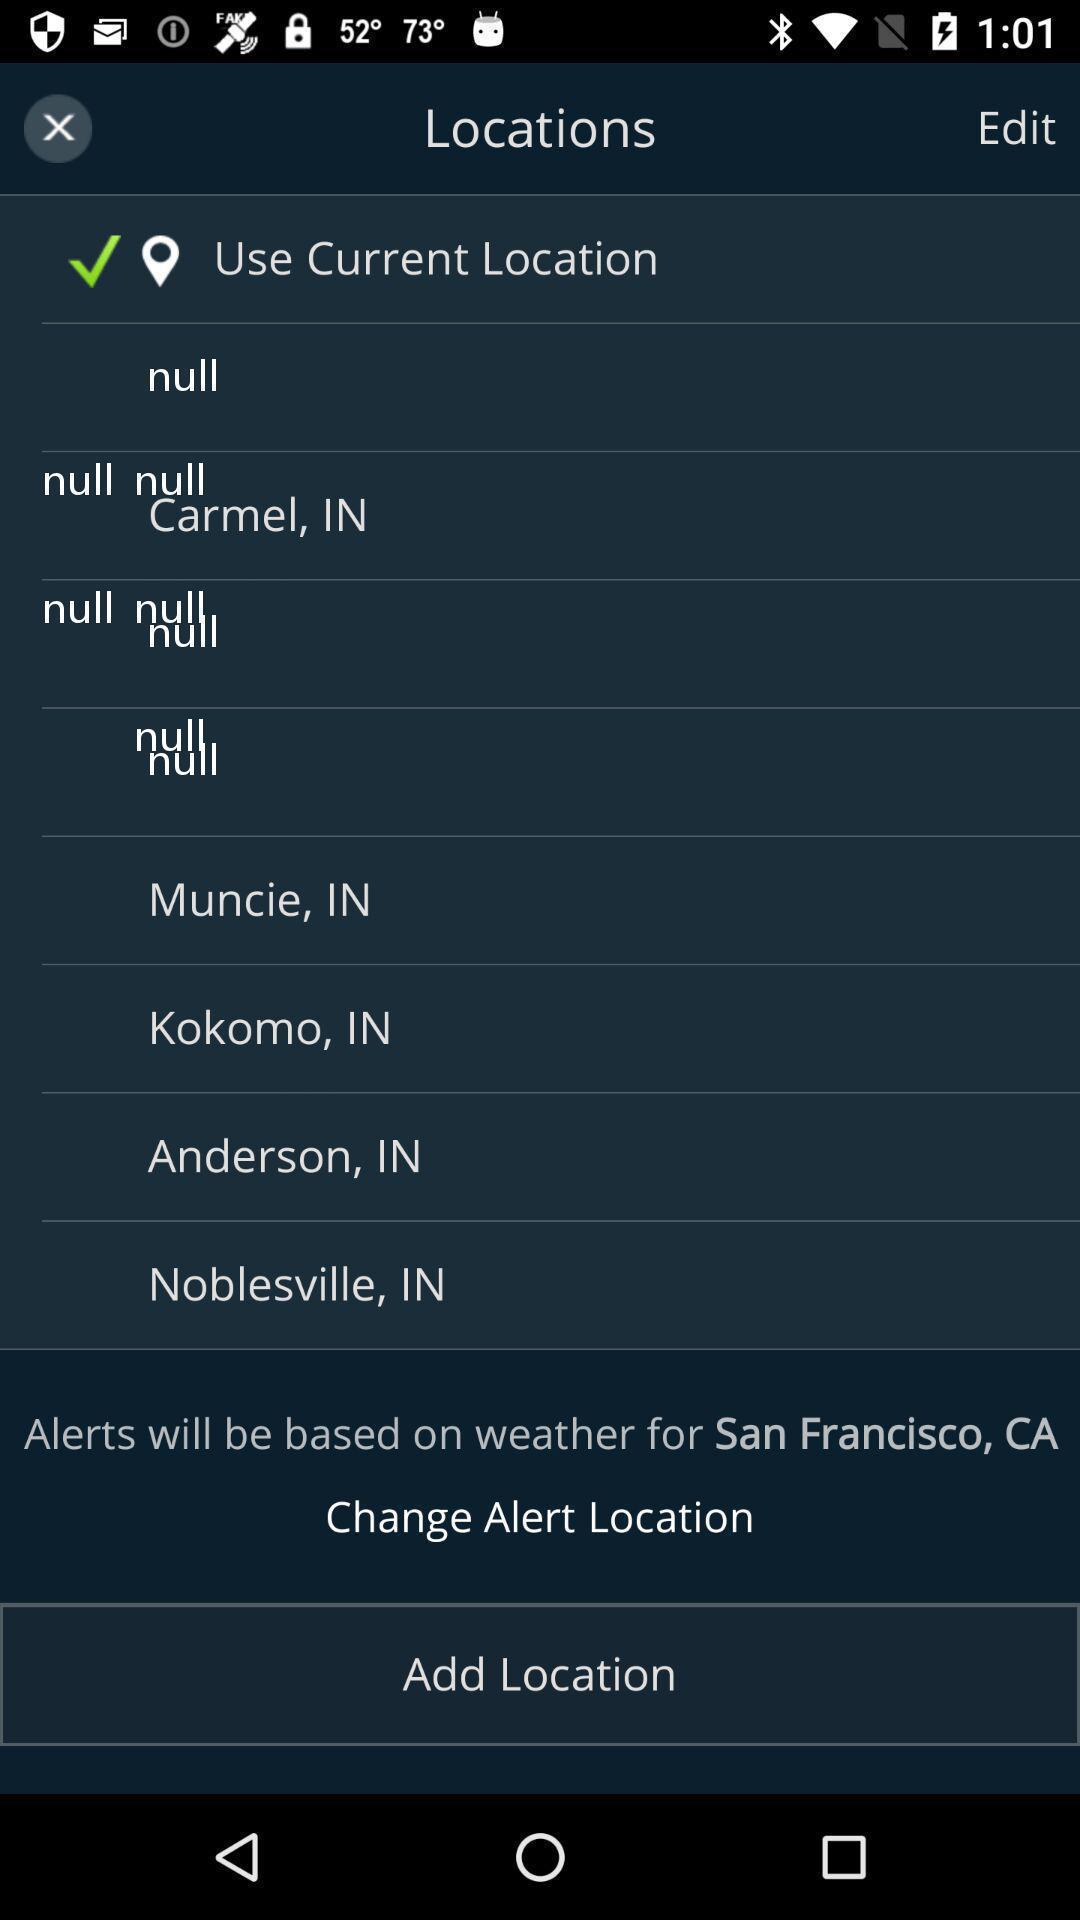 FAKE 52° 73° 1:01
Locations Edit
Use Current Location
null
null null
Carmel, IN
null null
null
null
null
Muncie, IN
Kokomo, IN
Anderson, IN
Noblesville, IN
Alerts will be based on weather for San Francisco, CA
Change Alert Location
Add Location